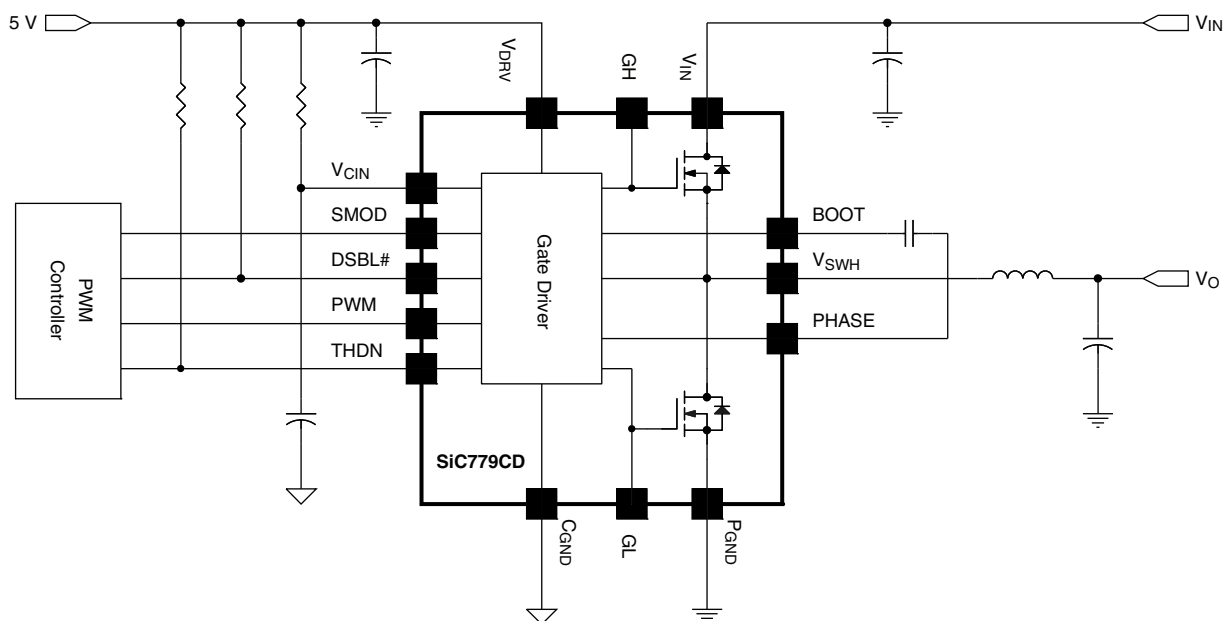 5 V
VIN
VDRV
GH
VIN
VCIN
SMOD
DSBL#
PWM
THDN
PWM
Controller
Gate Driver
BOOT
VSWH
PHASE
VO
SiC779CD
CGND
GL
PGND